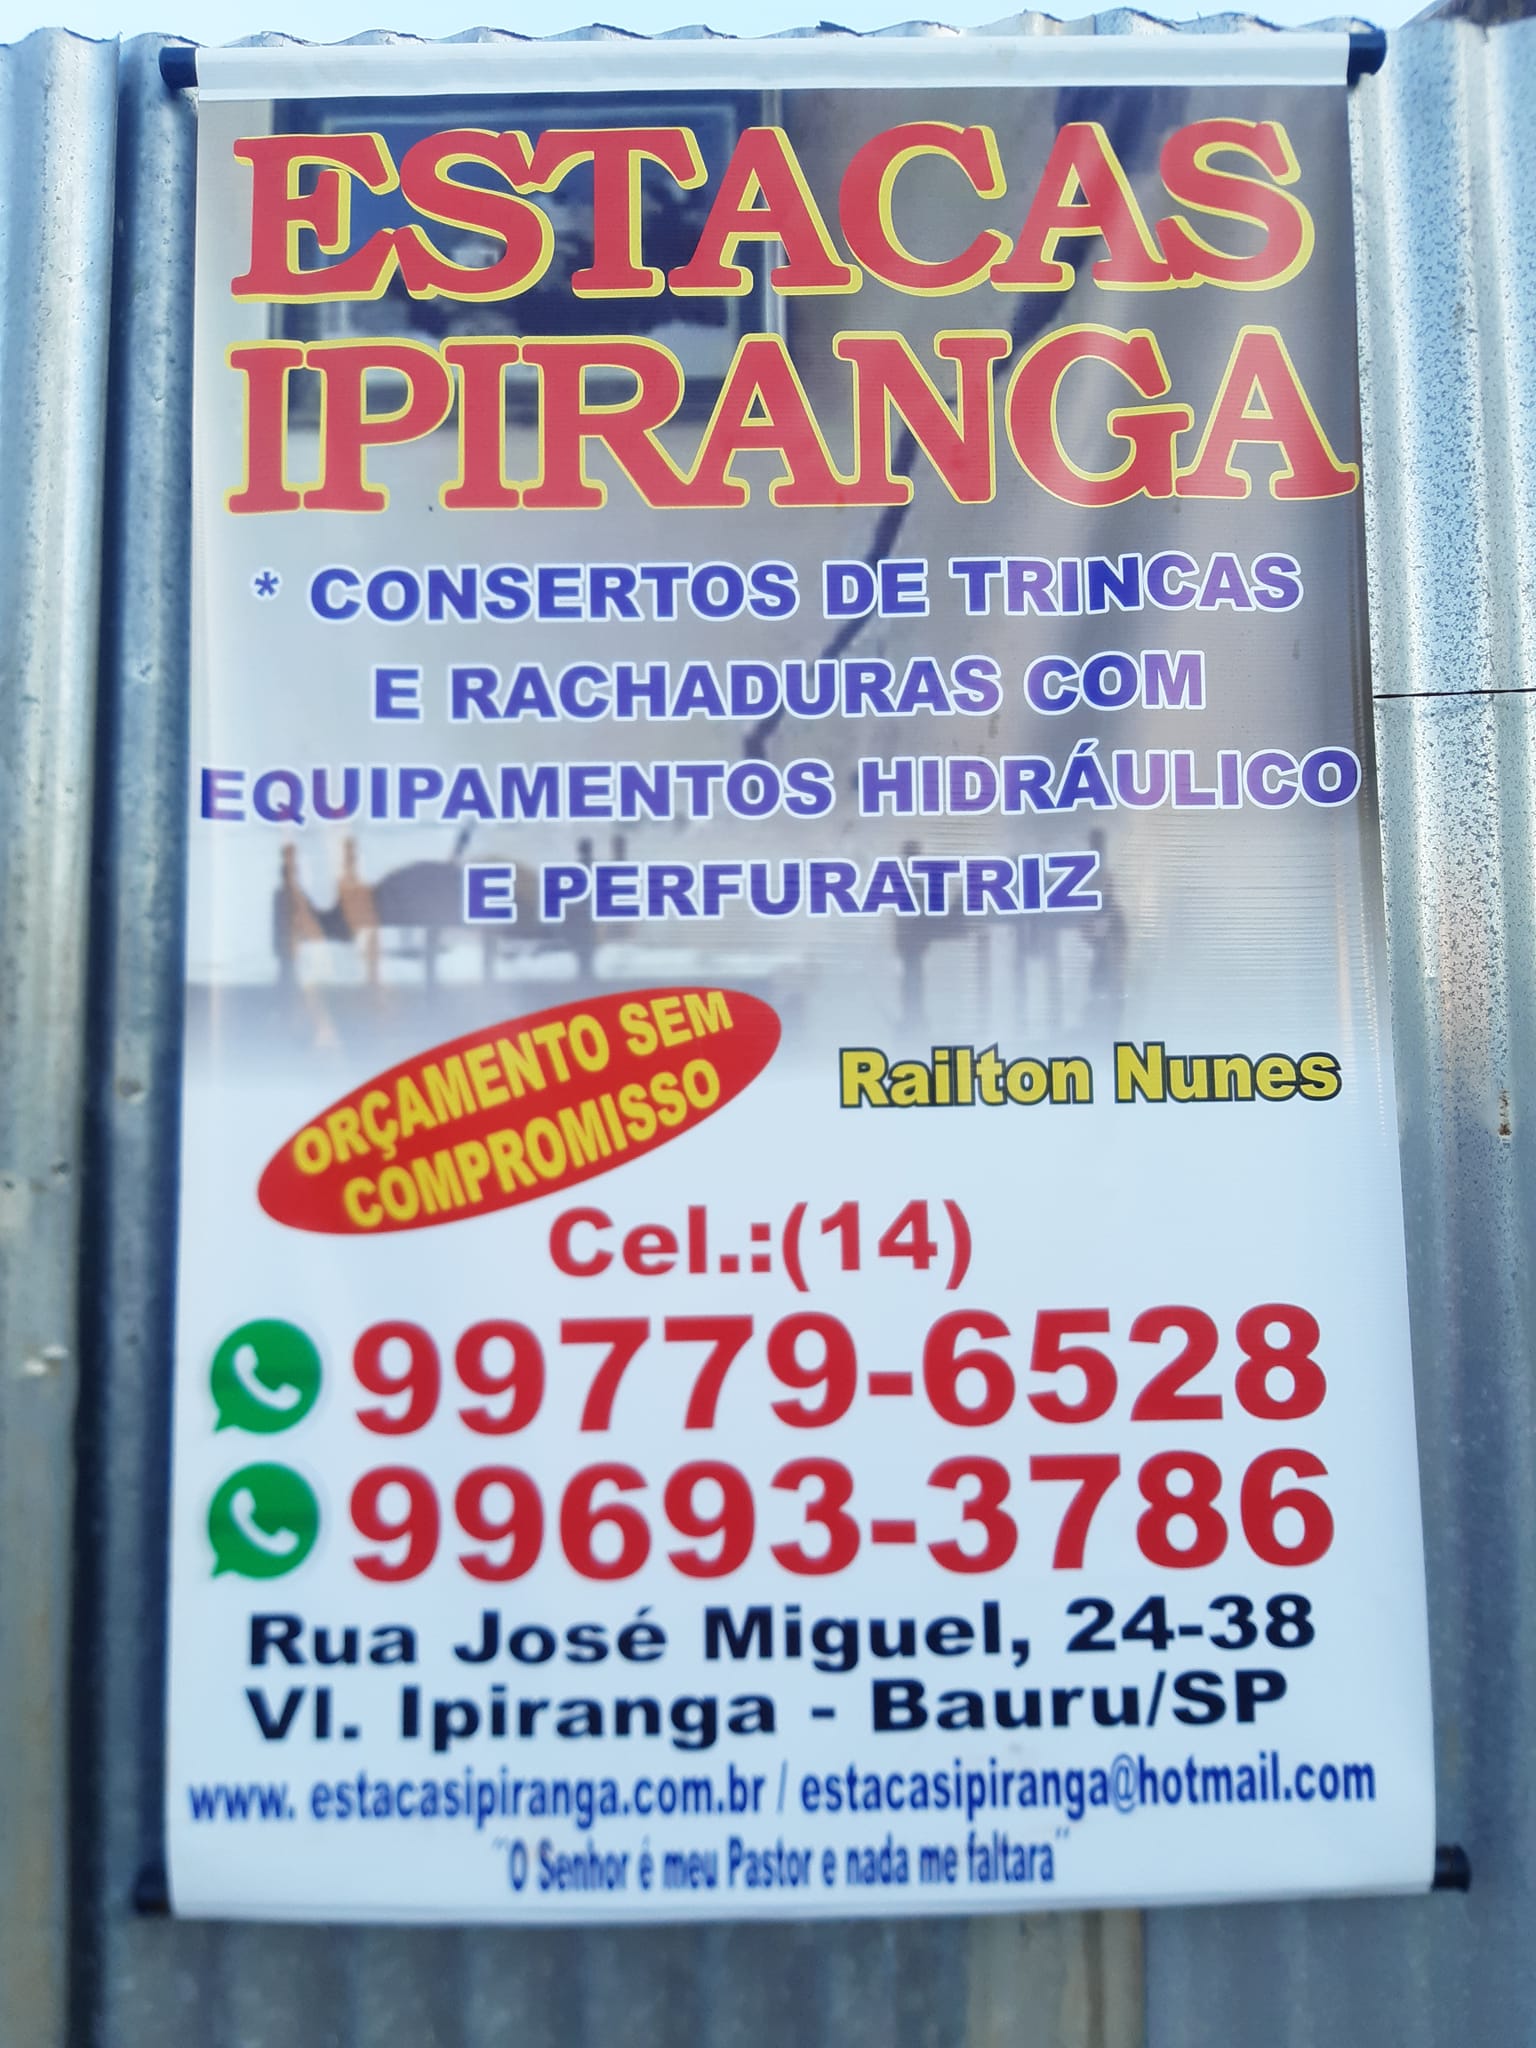 ESTACAS
IPIRANGA
* CONSERTOS DE TRINCAS
E RACHADURAS COM
EQUIPAMENTOS HIDRÁULICO
E PERFURATRIZ
ORÇAMENTO SEM
COMPROMISSO
Railton Nunes
Cel.:(14)
99779-6528
99693-3786
Rua José Miguel, 24-38
Vl. Ipiranga - Bauru/SP
www. estacasipiranga.com.br / estacasipiranga@hotmail.com
"O Senhor é meu Pastor e nada me faltara"